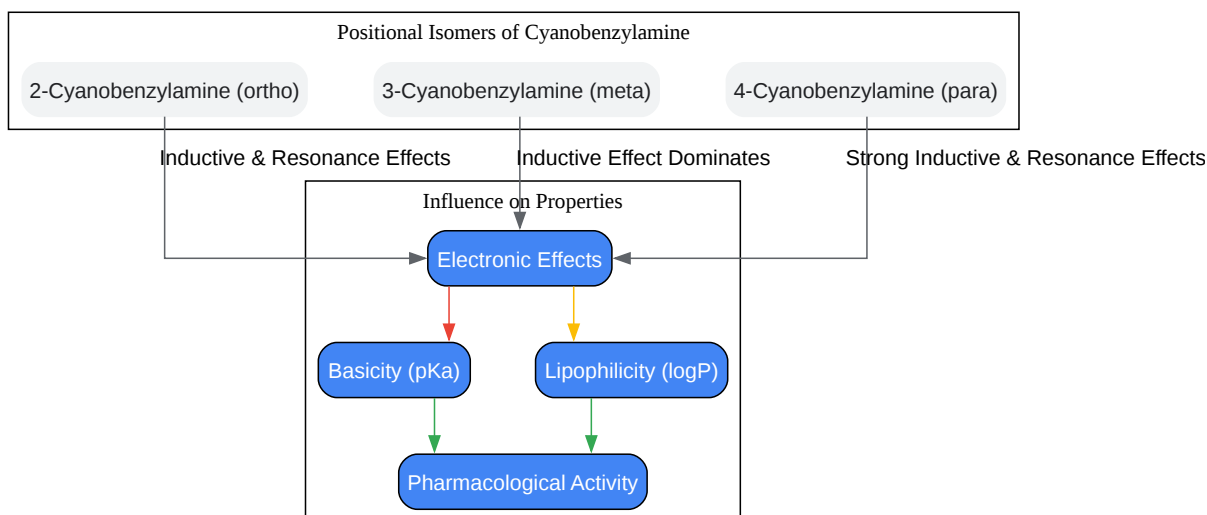 Positional Isomers of Cyanobenzylamine
2-Cyanobenzylamine (ortho)
3-Cyanobenzylamine (meta)
4-Cyanobenzylamine (para)
Inductive & Resonance Effects
Inductive Effect Dominates
Strong Inductive & Resonance Effects
Influence on Properties
Electronic Effects
Basicity (pKa)
Lipophilicity (logP)
Pharmacological Activity